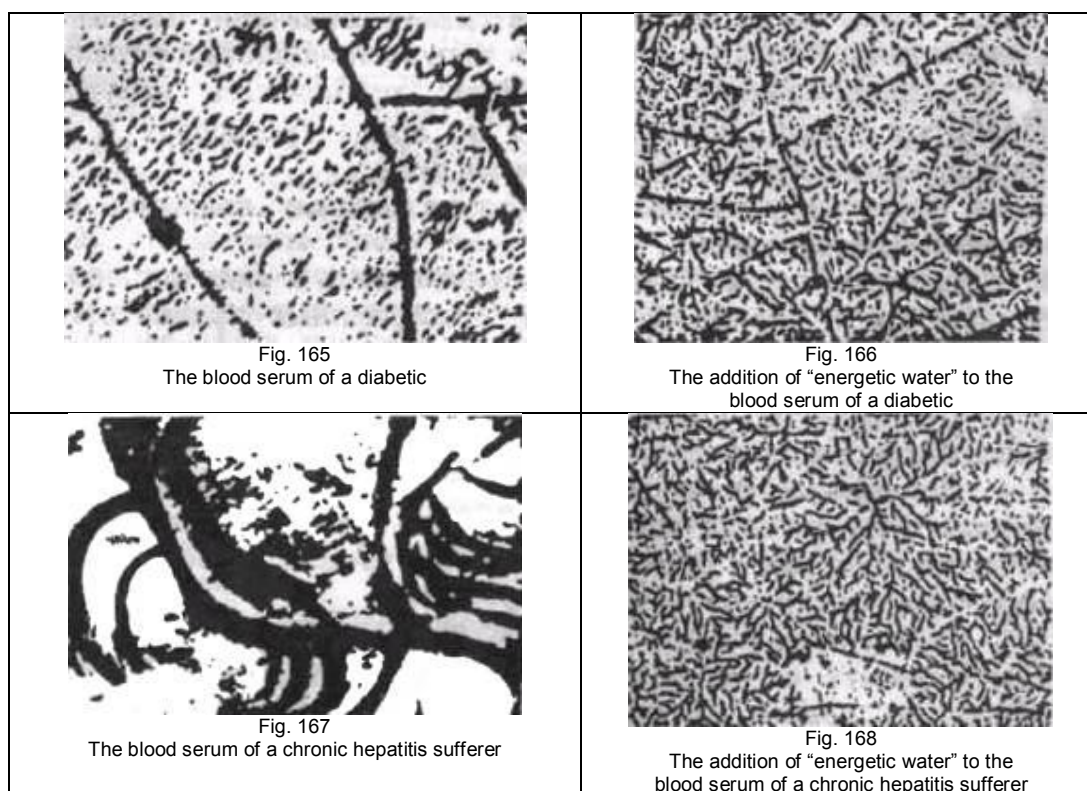 Fig. 165
The blood serum of a diabetic
Fig. 166
The addition of “energetic water” to the
blood serum of a diabetic
Fig. 167
The blood serum of a chronic hepatitis sufferer
Fig. 168
The addition of “energetic water” to the
blood serum of a chronic hepatitis sufferer